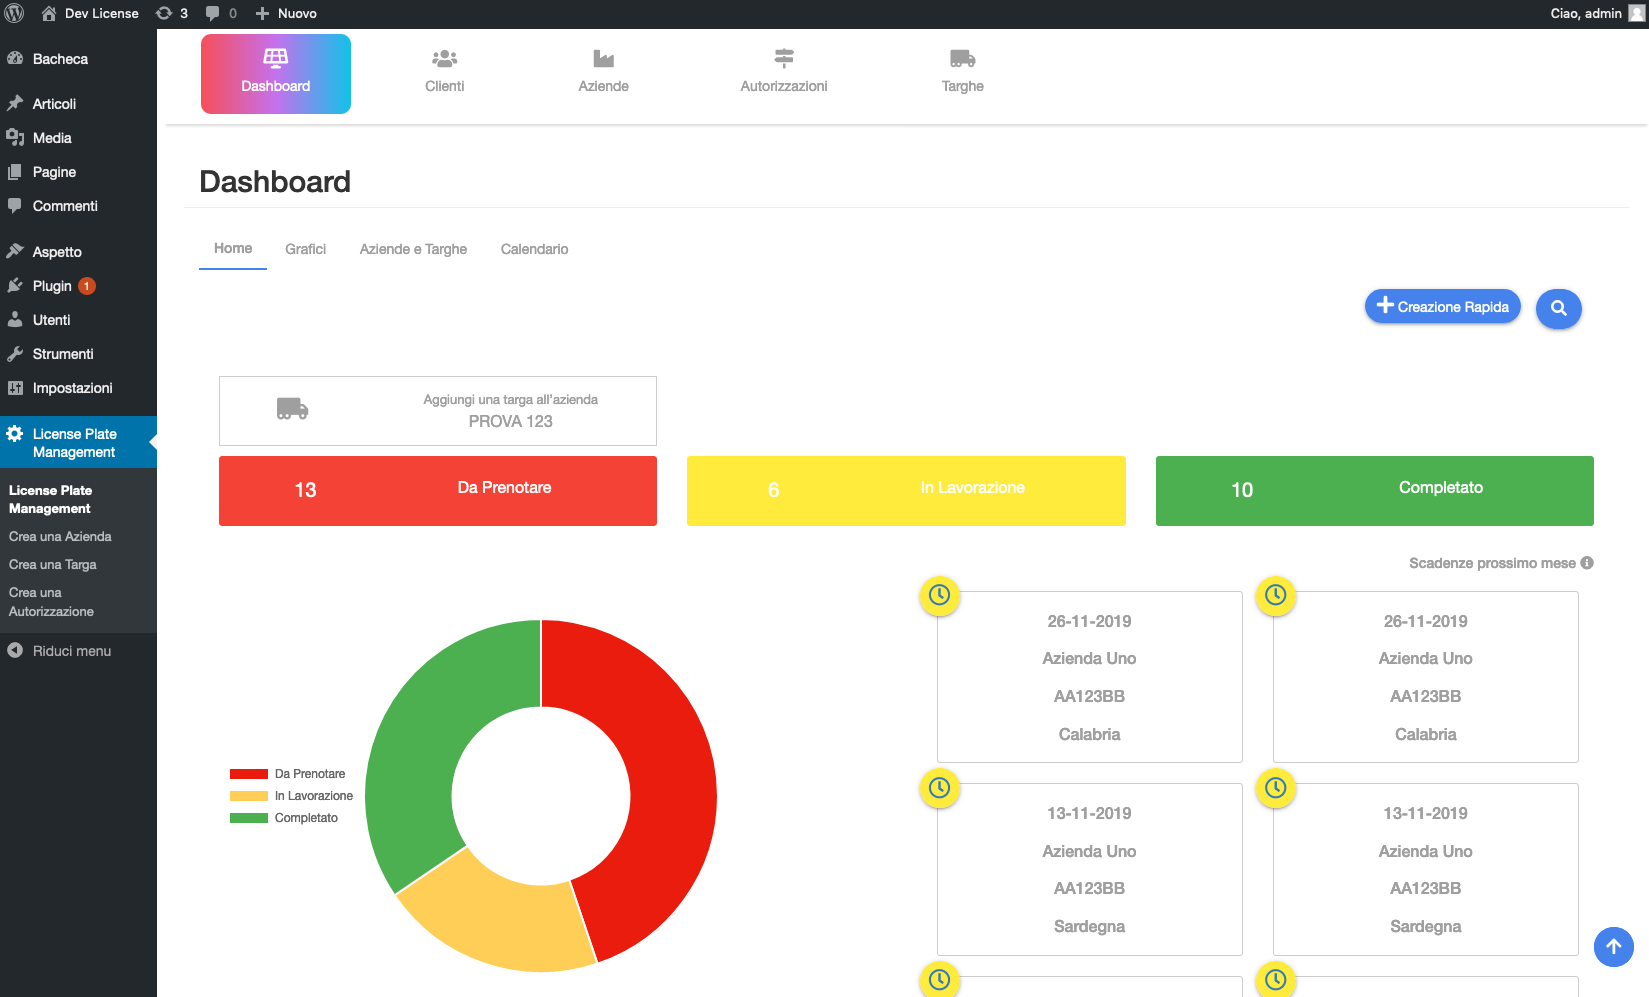 Dev License
3
0
Nuovo
Ciao, admin
Bacheca
Articoli
Media
Pagine
Commenti
Aspetto
Plugin 1
Utenti
Strumenti
Impostazioni
License Plate
Management
License Plate
Management
Crea una Azienda
Crea una Targa
Crea una
Autorizzazione
Riduci menu
Dashboard
Clienti
Aziende
Autorizzazioni
Targhe
Dashboard
Home
Grafici
Aziende e Targhe
Calendario
Creazione Rapida
Aggiungi una targa all'azienda
PROVA 123
13
Da Prenotare
6
In Lavorazione
10
Completato
Scadenze prossimo mese
Da Prenotare
In Lavorazione
Completato
26-11-2019
Azienda Uno
AA123BB
Calabria
26-11-2019
Azienda Uno
AA123BB
Calabria
13-11-2019
Azienda Uno
AA123BB
Sardegna
13-11-2019
Azienda Uno
AA123BB
Sardegna